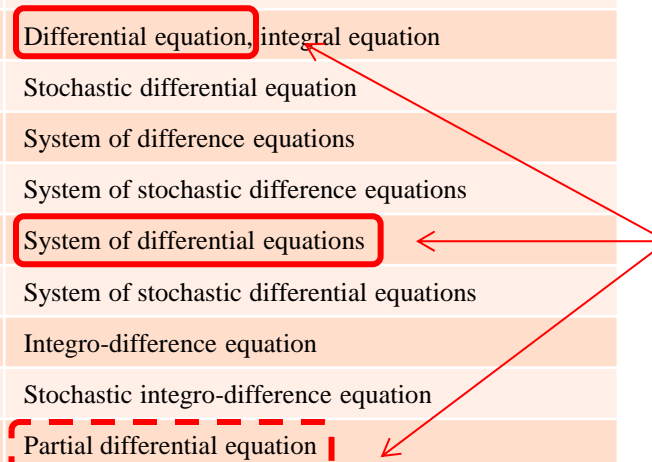 Differential equation, integral equation
Stochastic differential equation
System of difference equations
System of stochastic difference equations
System of differential equations
System of stochastic differential equations
Integro-difference equation
Stochastic integro-difference equation
Partial differential equation